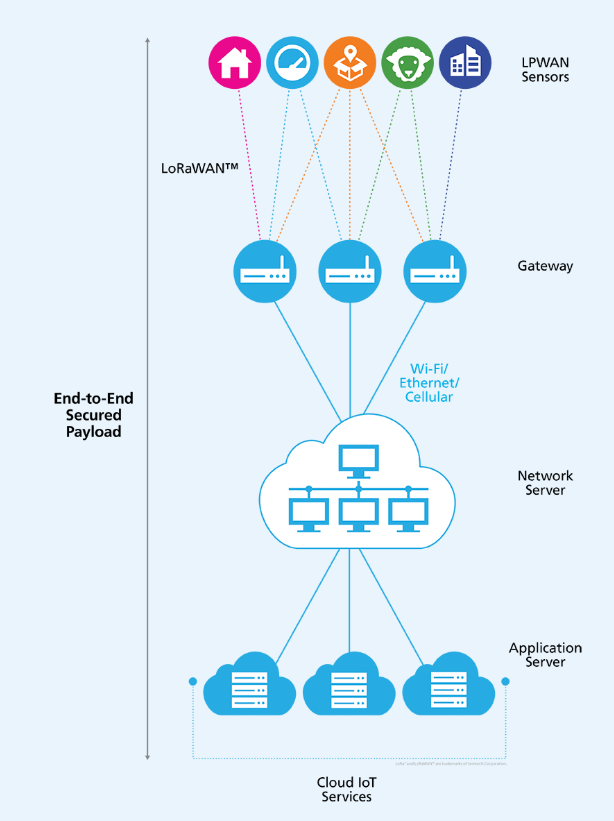 LPWAN
Sensors
LoRaWAN™
Gateway
Wi-Fi/
Ethernet/
Cellular
End-to-End
Secured
Payload
Network
Server
Application
Server
Cloud IoT
Services